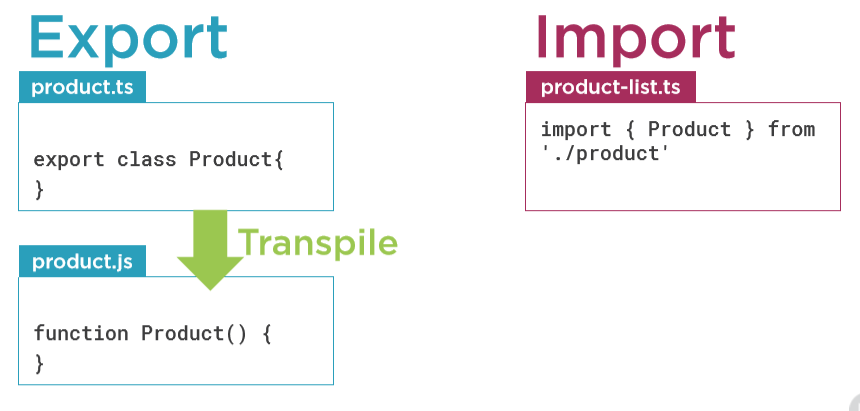 Export
product.ts
export class Product{
}
Transpile
product.js
function Product() {
}
Import
product-list.ts
import { Product } from
'./product'